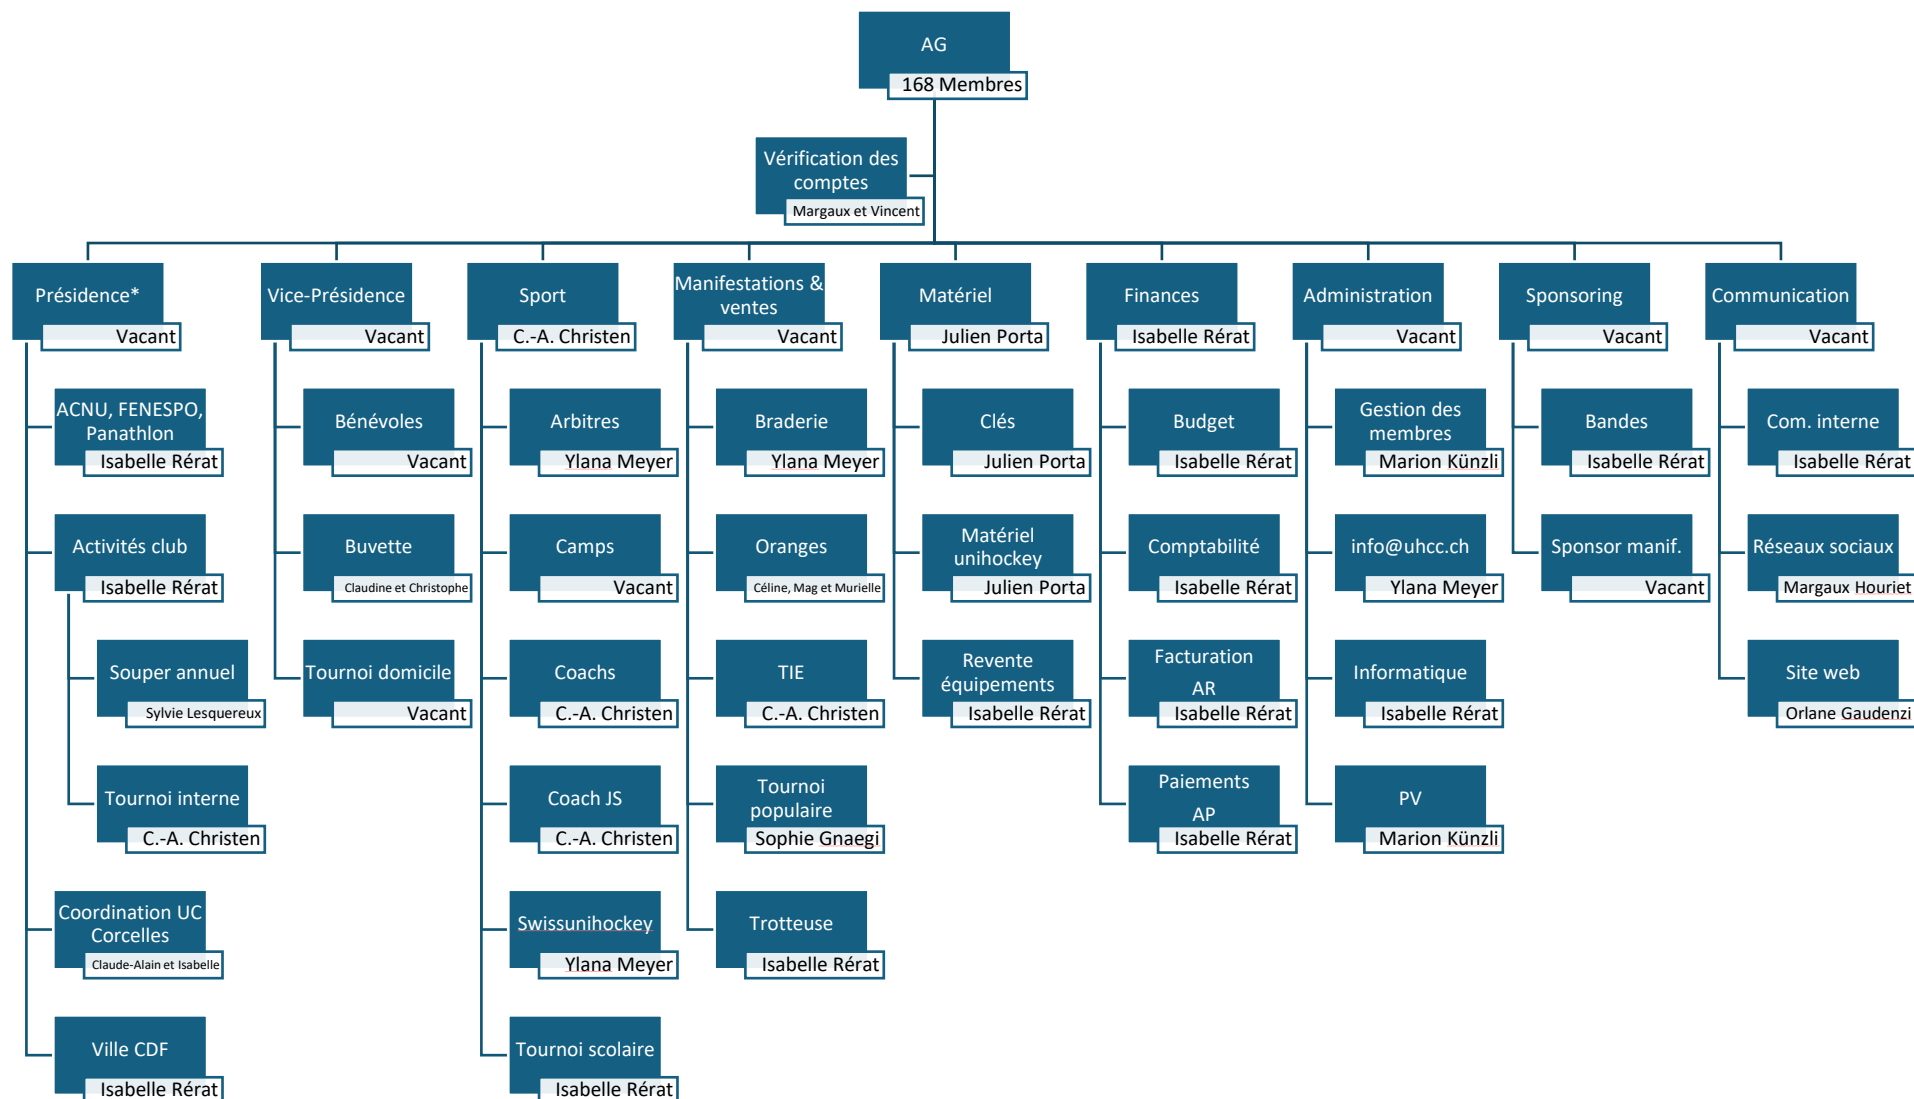 AG
168 Membres
Vérification des
comptes
Margaux et Vincent
Présidence*
Vacant
ACNU, FENESPO,
Panathlon
Isabelle Rérat
Activités club
Isabelle Rérat
Souper annuel
Sylvie Lesquereux
Tournoi interne
C.-A. Christen
Coordination UC
Corcelles
Claude-Alain et Isabelle
Ville CDF
Isabelle Rérat
Vice-Présidence
Vacant
Bénévoles
Vacant
Buvette
Claudine et Christophe
Tournoi domicile
Vacant
Sport
C.-A. Christen
Arbitres
Ylana Meyer
Camps
Vacant
Coachs
C.-A. Christen
Coach JS
C.-A. Christen
Swissunihockey
Ylana Meyer
Tournoi scolaire
Isabelle Rérat
Manifestations &
ventes
Vacant
Braderie
Ylana Meyer
Oranges
Céline, Mag et Murielle
TIE
C.-A. Christen
Tournoi
populaire
Sophie Gnaegi
Trotteuse
Isabelle Rérat
Matériel
Julien Porta
Clés
Julien Porta
Matériel
unihockey
Julien Porta
Revente
équipements
Isabelle Rérat
Finances
Isabelle Rérat
Budget
Isabelle Rérat
Comptabilité
Isabelle Rérat
Facturation
AR
Isabelle Rérat
Paiements
AP
Isabelle Rérat
Administration
Vacant
Gestion des
membres
Marion Künzli
info@uhcc.ch
Ylana Meyer
Informatique
Isabelle Rérat
PV
Marion Künzli
Sponsoring
Vacant
Bandes
Isabelle Rérat
Sponsor manif.
Vacant
Communication
Vacant
Com. interne
Isabelle Rérat
Réseaux sociaux
Margaux Houriet
Site web
Orlane Gaudenzi